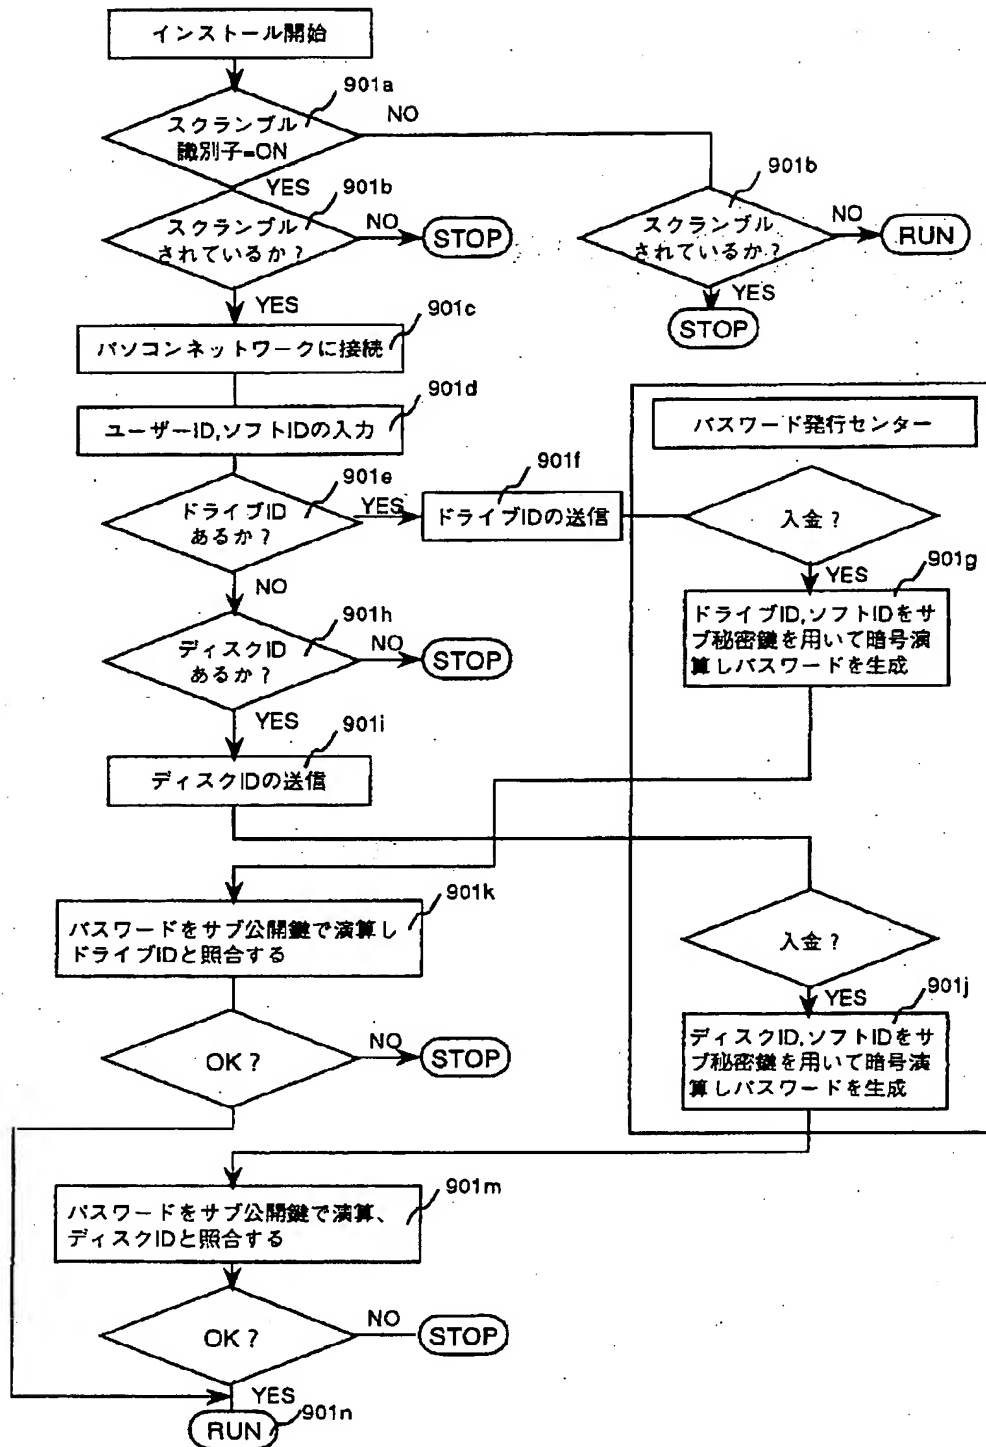 インストール開始
901a
スクランブル
識別子=ON
NO
YES
901b
スクランブル
されているか？
NO
STOP
901b
スクランブル
されているか？
NO
RUN
YES
STOP
YES
901c
パソコンネットワークに接続
901d
ユーザーID,ソフトIDの入力
901e
ドライブID
あるか？
YES
901f
ドライブIDの送信
パスワード発行センター
入金？
YES
901g
ドライブID,ソフトIDをサ
ブ秘密鍵を用いて暗号演
算しパスワードを生成
NO
901h
ディスクID
あるか？
NO
STOP
YES
901i
ディスクIDの送信
901k
パスワードをサブ公開鍵で演算し
ドライブIDと照合する
入金？
YES
901j
ディスクID,ソフトIDをサ
ブ秘密鍵を用いて暗号演
算しパスワードを生成
OK？
NO
STOP
901m
パスワードをサブ公開鍵で演算、
ディスクIDと照合する
OK？
NO
STOP
YES
RUN
901n